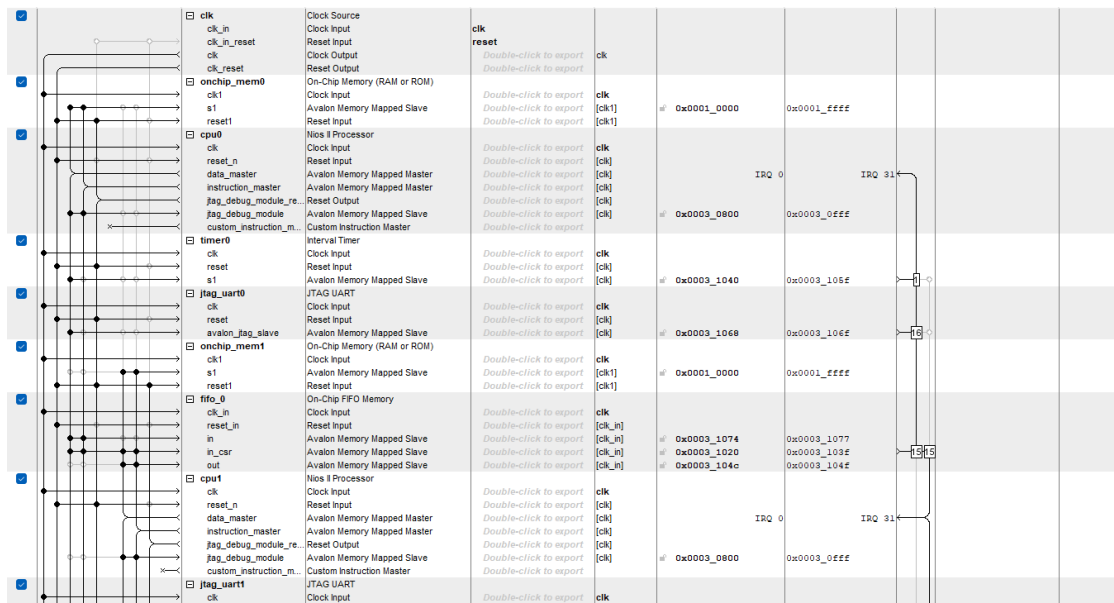 clk Clock Source
clk_in Clock Input clk
clk_in_reset Reset Input reset
clk Clock Output Double-click to export clk
clk_reset Reset Output Double-click to export
onchip_mem0 On-Chip Memory (RAM or ROM)
clk1 Clock Input Double-click to export clk
s1 Avalon Memory Mapped Slave Double-click to export [clk1] 0x0001_0000 0x0001_ffff
reset1 Reset Input Double-click to export [clk1]
cpu0 Nios II Processor
clk Clock Input Double-click to export clk
reset_n Reset Input Double-click to export [clk]
data_master Avalon Memory Mapped Master Double-click to export [clk] IRQ 0 IRQ 31
instruction_master Avalon Memory Mapped Master Double-click to export [clk]
jtag_debug_module_re... Reset Output Double-click to export [clk]
jtag_debug_module Avalon Memory Mapped Slave Double-click to export [clk] 0x0003_0800 0x0003_0fff
custom_instruction_m... Custom Instruction Master Double-click to export
timer0 Interval Timer
clk Clock Input Double-click to export clk
reset Reset Input Double-click to export [clk]
s1 Avalon Memory Mapped Slave Double-click to export [clk] 0x0003_1040 0x0003_105f 1
jtag_uart0 JTAG UART
clk Clock Input Double-click to export clk
reset Reset Input Double-click to export [clk]
avalon_jtag_slave Avalon Memory Mapped Slave Double-click to export [clk] 0x0003_1068 0x0003_106f 16
onchip_mem1 On-Chip Memory (RAM or ROM)
clk1 Clock Input Double-click to export clk
s1 Avalon Memory Mapped Slave Double-click to export [clk1] 0x0001_0000 0x0001_ffff
reset1 Reset Input Double-click to export [clk1]
fifo_0 On-Chip FIFO Memory
clk_in Clock Input Double-click to export clk
reset_in Reset Input Double-click to export [clk_in]
in Avalon Memory Mapped Slave Double-click to export [clk_in] 0x0003_1074 0x0003_1077
in_csr Avalon Memory Mapped Slave Double-click to export [clk_in] 0x0003_1020 0x0003_103f 15 15
out Avalon Memory Mapped Slave Double-click to export [clk_in] 0x0003_104c 0x0003_104f
cpu1 Nios II Processor
clk Clock Input Double-click to export clk
reset_n Reset Input Double-click to export [clk]
data_master Avalon Memory Mapped Master Double-click to export [clk] IRQ 0 IRQ 31
instruction_master Avalon Memory Mapped Master Double-click to export [clk]
jtag_debug_module_re... Reset Output Double-click to export [clk]
jtag_debug_module Avalon Memory Mapped Slave Double-click to export [clk] 0x0003_0800 0x0003_0fff
custom_instruction_m... Custom Instruction Master Double-click to export
jtag_uart1 JTAG UART
clk Clock Input Double-click to export clk